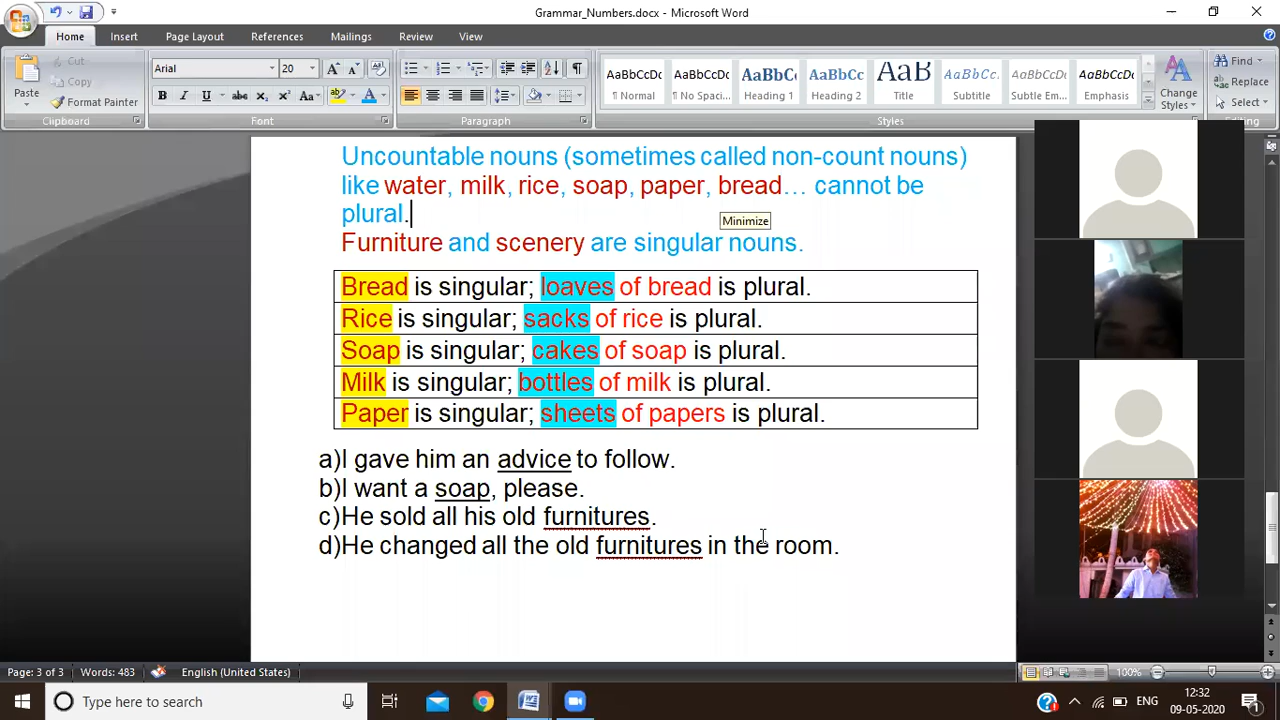 Grammar_Numbers.docx - Microsoft Word
Home Insert Page Layout References Mailings Review View
Paste
Cut
Copy
Format Painter
Clipboard
Arial 20
Font
Paragraph
AaBbCcDc AaBbCcDc AaBbCc AaBbCc AaB AaBbCc AaBbCcDc AaBbCcDc
¶ Normal ¶ No Spaci... Heading 1 Heading 2 Title Subtitle Subtle Em... Emphasis
Change Styles
Styles
Find
Replace
Select
Editing
Uncountable nouns (sometimes called non-count nouns)
like water, milk, rice, soap, paper, bread… cannot be
plural.
Minimize
Furniture and scenery are singular nouns.
Bread is singular; loaves of bread is plural.
Rice is singular; sacks of rice is plural.
Soap is singular; cakes of soap is plural.
Milk is singular; bottles of milk is plural.
Paper is singular; sheets of papers is plural.
a)I gave him an advice to follow.
b)I want a soap, please.
c)He sold all his old furnitures.
d)He changed all the old furnitures in the room.
Page: 3 of 3 Words: 483 English (United States) 100%
Type here to search
ENG
12:32
09-05-2020